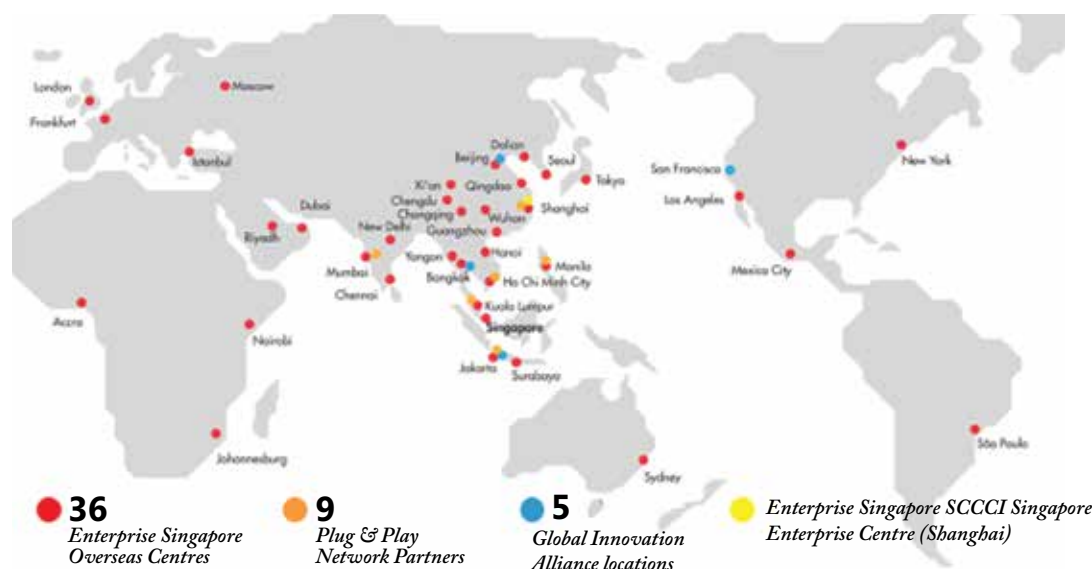 London
Moscow
Frankfurt
Istanbul
Dalian
Beijing
Seoul
Tokyo
San Francisco
New York
Xi'an
Qingdao
Los Angeles
Chengdu
Chongqing
Wuhan
Shanghai
Dubai
Riyadh
New Delhi
Guangzhou
Mumbai
Yangon
Hanoi
Manila
Mexico City
Bangkok
Ho Chi Minh City
Chennai
Kuala Lumpur
Accra
Singapore
Nairobi
Jakarta
Surabaya
Johannesburg
Sydney
São Paulo
36
Enterprise Singapore
Overseas Centres
9
Plug & Play
Network Partners
5
Global Innovation
Alliance locations
Enterprise Singapore SCCCI Singapore
Enterprise Centre (Shanghai)